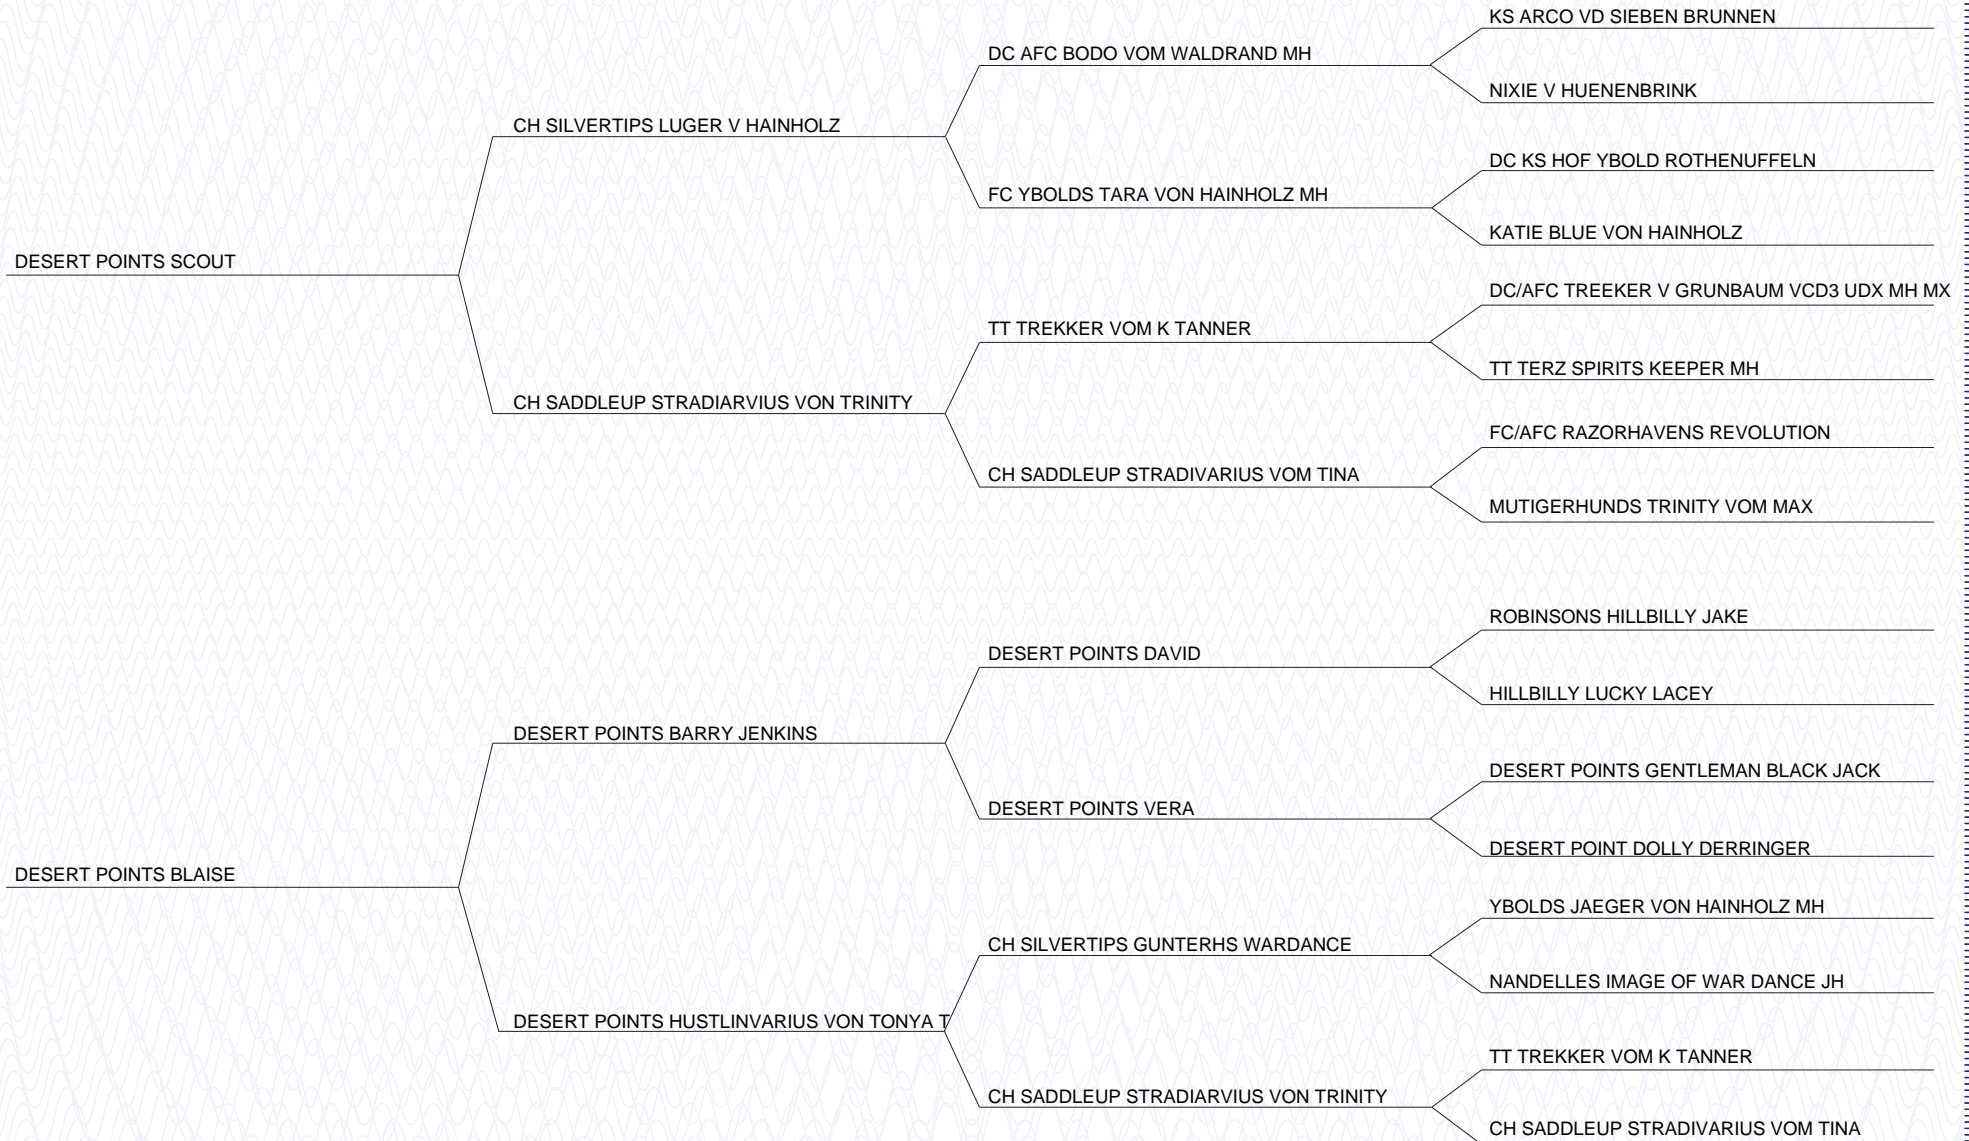 KS ARCO VD SIEBEN BRUNNEN
DC AFC BODO VOM WALDRAND MH
NIXIE V HUENENBRINK
CH SILVERTIPS LUGER V HAINHOLZ
DC KS HOF YBOLD ROTHENUFFELN
FC YBOLDS TARA VON HAINHOLZ MH
KATIE BLUE VON HAINHOLZ
DESERT POINTS SCOUT
DC/AFC TREEKER V GRUNBAUM VCD3 UDX MH MX
TT TREKKER VOM K TANNER
TT TERZ SPIRITS KEEPER MH
CH SADDLEUP STRADIARVIUS VON TRINITY
FC/AFC RAZORHAVENS REVOLUTION
CH SADDLEUP STRADIVARIUS VOM TINA
MUTIGERHUNDS TRINITY VOM MAX
ROBINSONS HILLBILLY JAKE
DESERT POINTS DAVID
HILLBILLY LUCKY LACEY
DESERT POINTS BARRY JENKINS
DESERT POINTS GENTLEMAN BLACK JACK
DESERT POINTS VERA
DESERT POINT DOLLY DERRINGER
DESERT POINTS BLAISE
YBOLDS JAEGER VON HAINHOLZ MH
CH SILVERTIPS GUNTERHS WARDANCE
NANDELLES IMAGE OF WAR DANCE JH
DESERT POINTS HUSTLINVARIUS VON TONYA T
TT TREKKER VOM K TANNER
CH SADDLEUP STRADIARVIUS VON TRINITY
CH SADDLEUP STRADIVARIUS VOM TINA